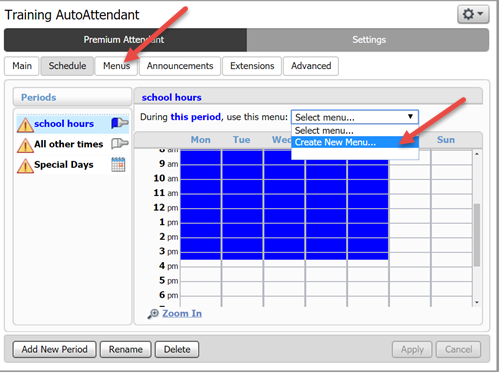 Training AutoAttendant
Premium Attendant Settings
Main Schedule Menus Announcements Extensions Advanced
Periods
school hours
All other times
Special Days
school hours
During this period, use this menu: Select menu...
Select menu...
Create New Menu...
Mon Tue Wed Sun
8 am
9 am
10 am
11 am
12 pm
1 pm
2 pm
3 pm
4 pm
5 pm
6 pm
Zoom In
Add New Period Rename Delete Apply Cancel